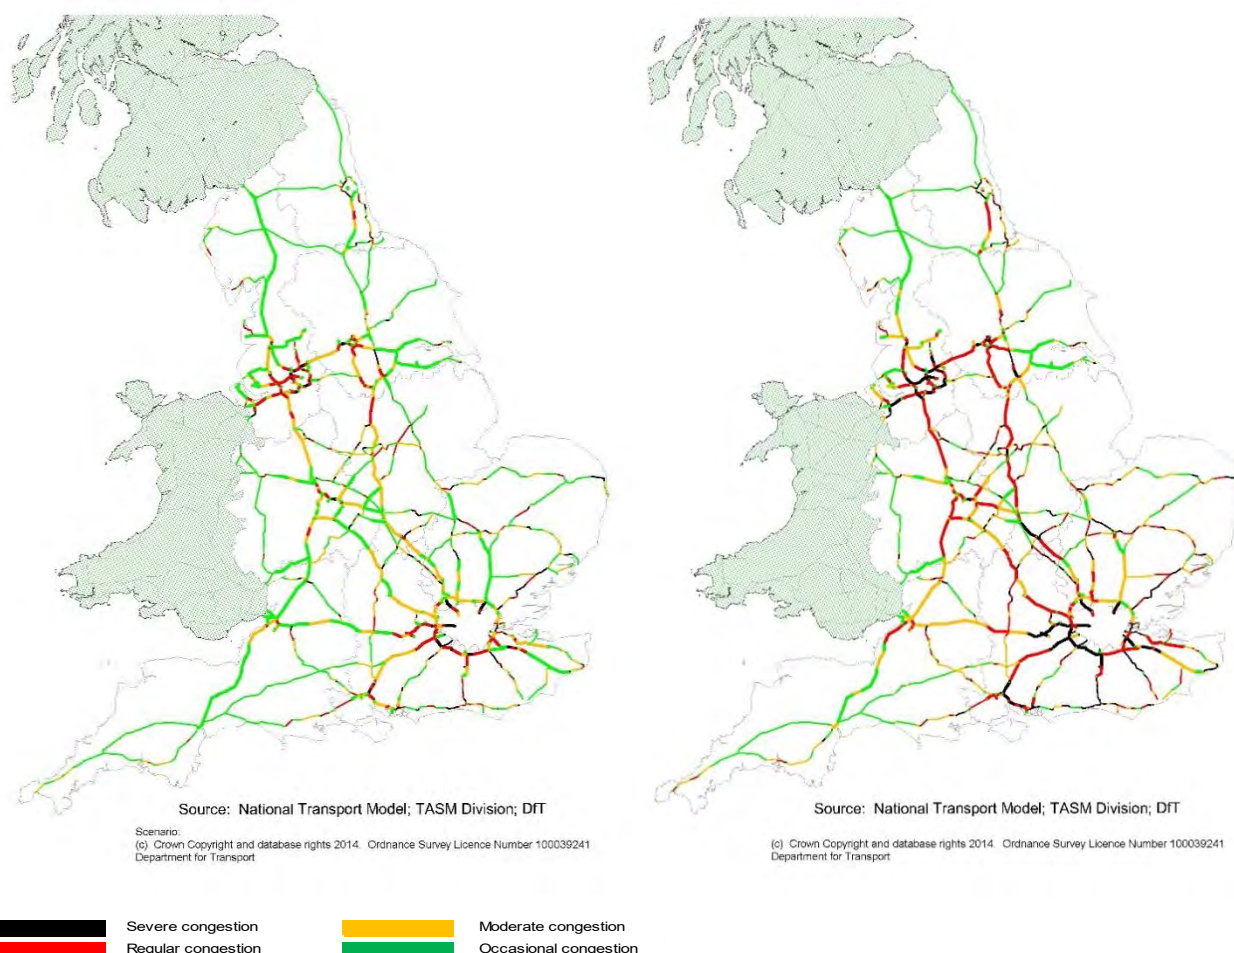 Source: National Transport Model; TASM Division; DfT
Scenario:
(c) Crown Copyright and database rights 2014. Ordnance Survey Licence Number 100039241
Department for Transport
Source: National Transport Model; TASM Division; DfT
(c) Crown Copyright and database rights 2014. Ordnance Survey Licence Number 100039241
Department for Transport
Severe congestion
Moderate congestion
Regular congestion
Occasional congestion